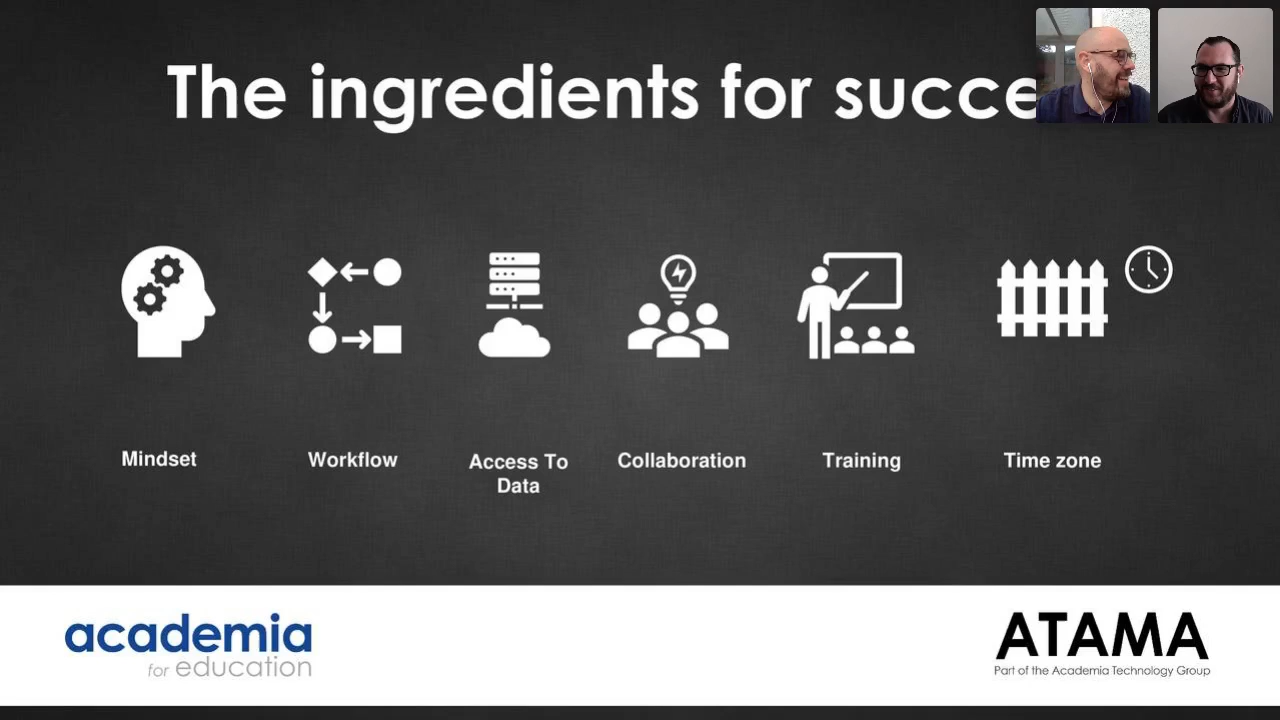 The ingredients for succe
Mindset
Workflow
Access To
Data
Collaboration
Training
Time zone
academia
for education
ATAMA
Part of the Academia Technology Group